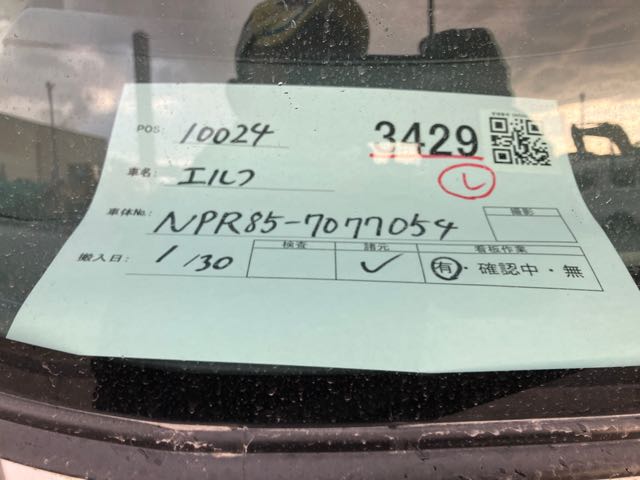 POS: 10024 3429
車名: エルフ し
車体No.: NPR85-7077054 撮影
搬入日: 1/30 検査 諸元 看板作業
✓ 有・確認中・無